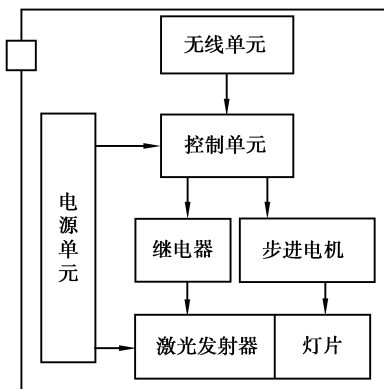 无线单元
控制单元
电源单元
继电器
步进电机
激光发射器
灯片